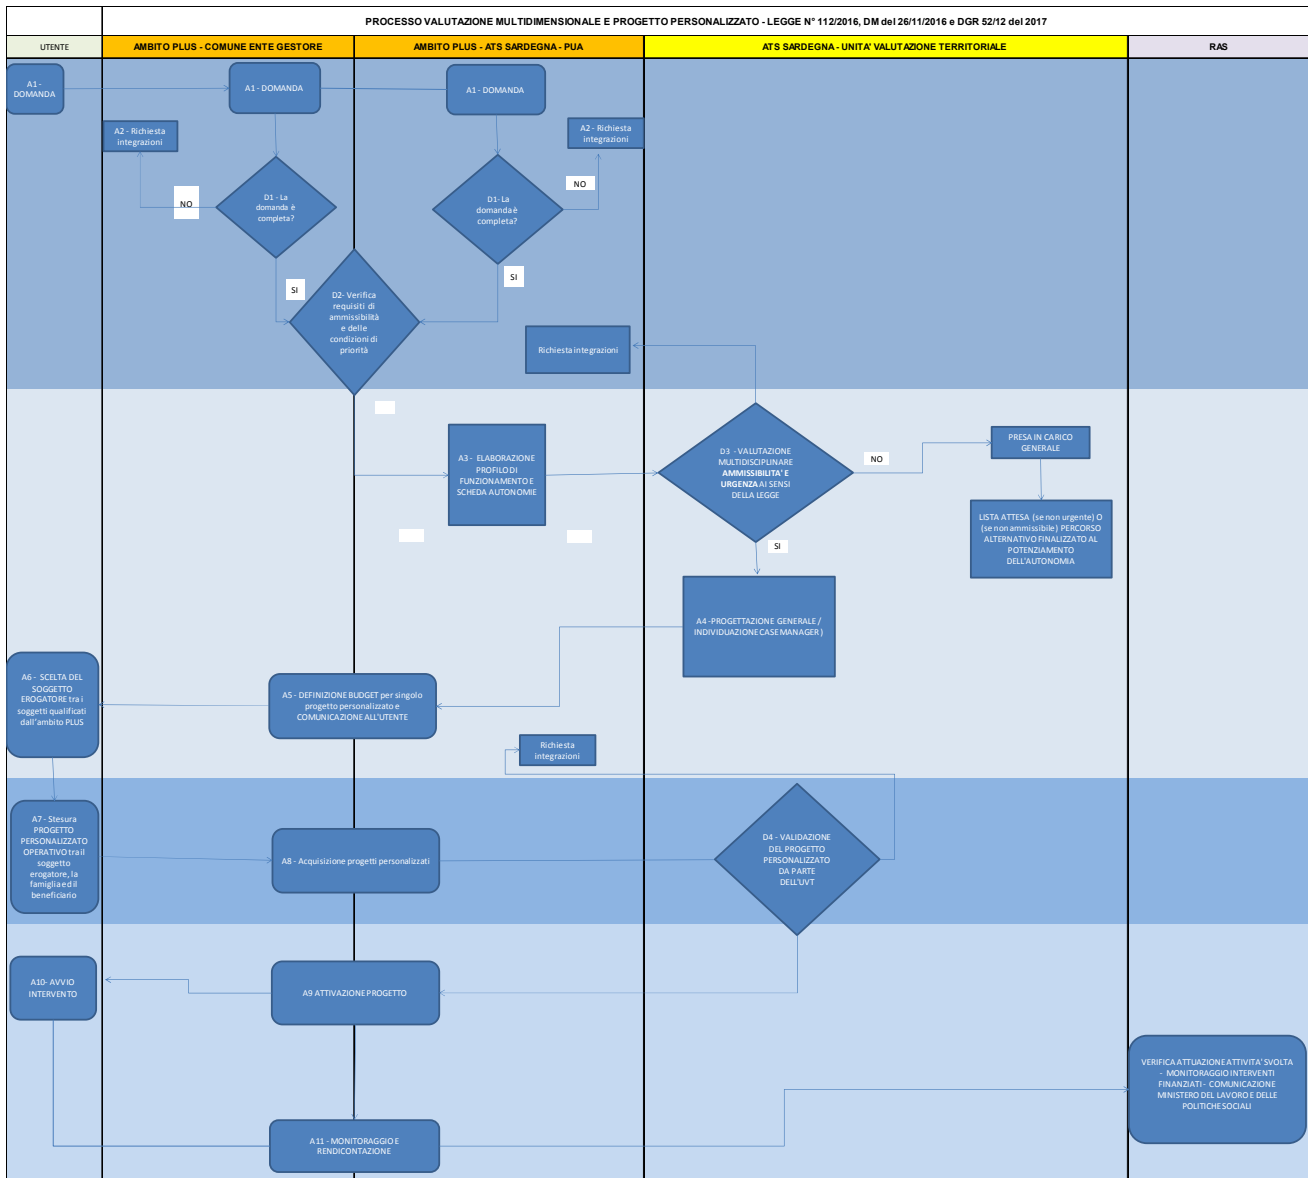 PROCESSO VALUTAZIONE MULTIDIMENSIONALE E PROGETTO PERSONALIZZATO - LEGGE N° 112/2016, DM del 26/11/2016 e DGR 52/12 del 2017
UTENTE
AMBITO PLUS - COMUNE ENTE GESTORE
AMBITO PLUS - ATS SARDEGNA - PUA
ATS SARDEGNA - UNITA' VALUTAZIONE TERRITORIALE
RAS
A1 -
DOMANDA
A1 - DOMANDA
A1 - DOMANDA
A2 - Richiesta
integrazioni
A2 - Richiesta
integrazioni
D1 - La
domanda è
completa?
NO
D1- La
domanda è
completa?
NO
SI
SI
D2- Verifica
requisiti di
ammissibilità
e delle
condizioni di
priorità
Richiesta integrazioni
A3 - ELABORAZIONE
PROFILO DI
FUNZIONAMENTO E
SCHEDA AUTONOMIE
D3 - VALUTAZIONE
MULTIDISCIPLINARE
AMMISSIBILITA' E
URGENZA AI SENSI
DELLA LEGGE
NO
SI
PRESA IN CARICO
GENERALE
LISTA ATTESA (se non urgente) O
(se non ammissibile) PERCORSO
ALTERNATIVO FINALIZZATO AL
POTENZIAMENTO
DELL'AUTONOMIA
A4 -PROGETTAZIONE GENERALE /
INDIVIDUAZIONE CASE MANAGER )
A5 - DEFINIZIONE BUDGET per singolo
progetto personalizzato e
COMUNICAZIONE ALL'UTENTE
A6 - SCELTA DEL
SOGGETTO
EROGATORE tra i
soggetti qualificati
dall'ambito PLUS
Richiesta
integrazioni
A7 - Stesura
PROGETTO
PERSONALIZZATO
OPERATIVO tra il
soggetto
erogatore, la
famiglia ed il
beneficiario
A8 - Acquisizione progetti personalizzati
D4 - VALIDAZIONE
DEL PROGETTO
PERSONALIZZATO
DA PARTE
DELL'UVT
A9 ATTIVAZIONE PROGETTO
A10- AVVIO
INTERVENTO
A11 - MONITORAGGIO E
RENDICONTAZIONE
VERIFICA ATTUAZIONE ATTIVITA' SVOLTA
- MONITORAGGIO INTERVENTI
FINANZIATI - COMUNICAZIONE
MINISTERO DEL LAVORO E DELLE
POLITICHE SOCIALI